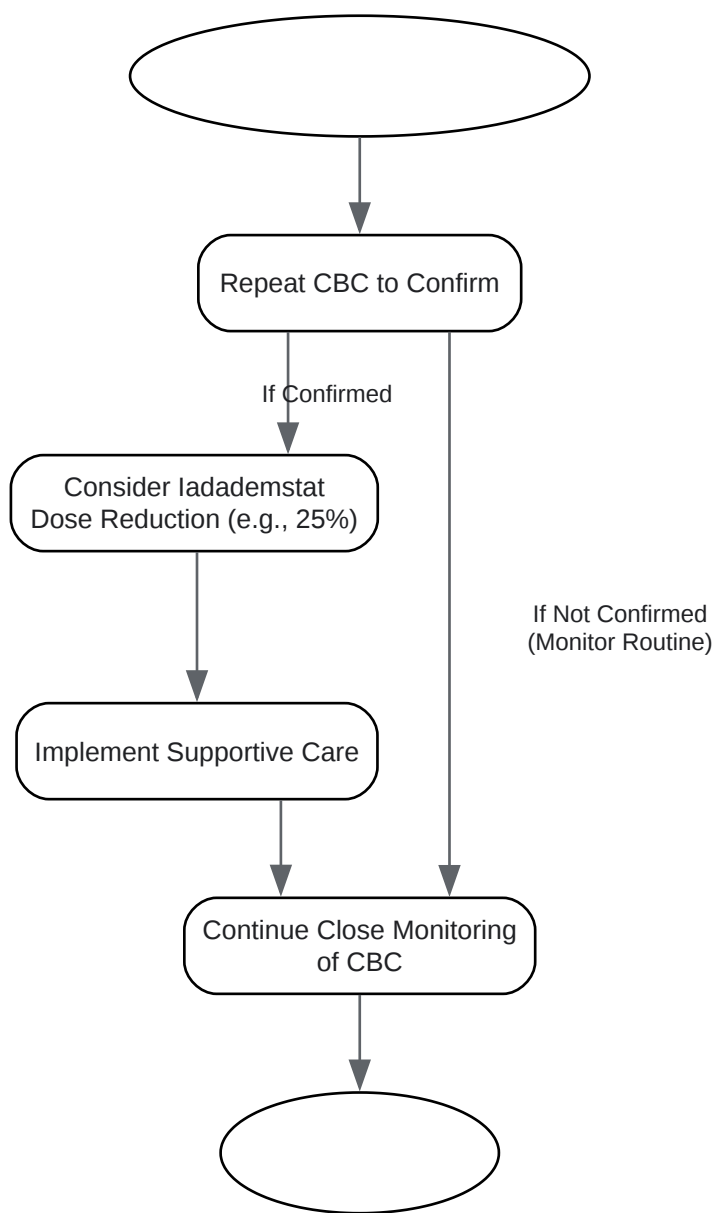 Repeat CBC to Confirm
If Confirmed
Consider Iadademstat
Dose Reduction (e.g., 25%)
If Not Confirmed
(Monitor Routine)
Implement Supportive Care
Continue Close Monitoring
of CBC